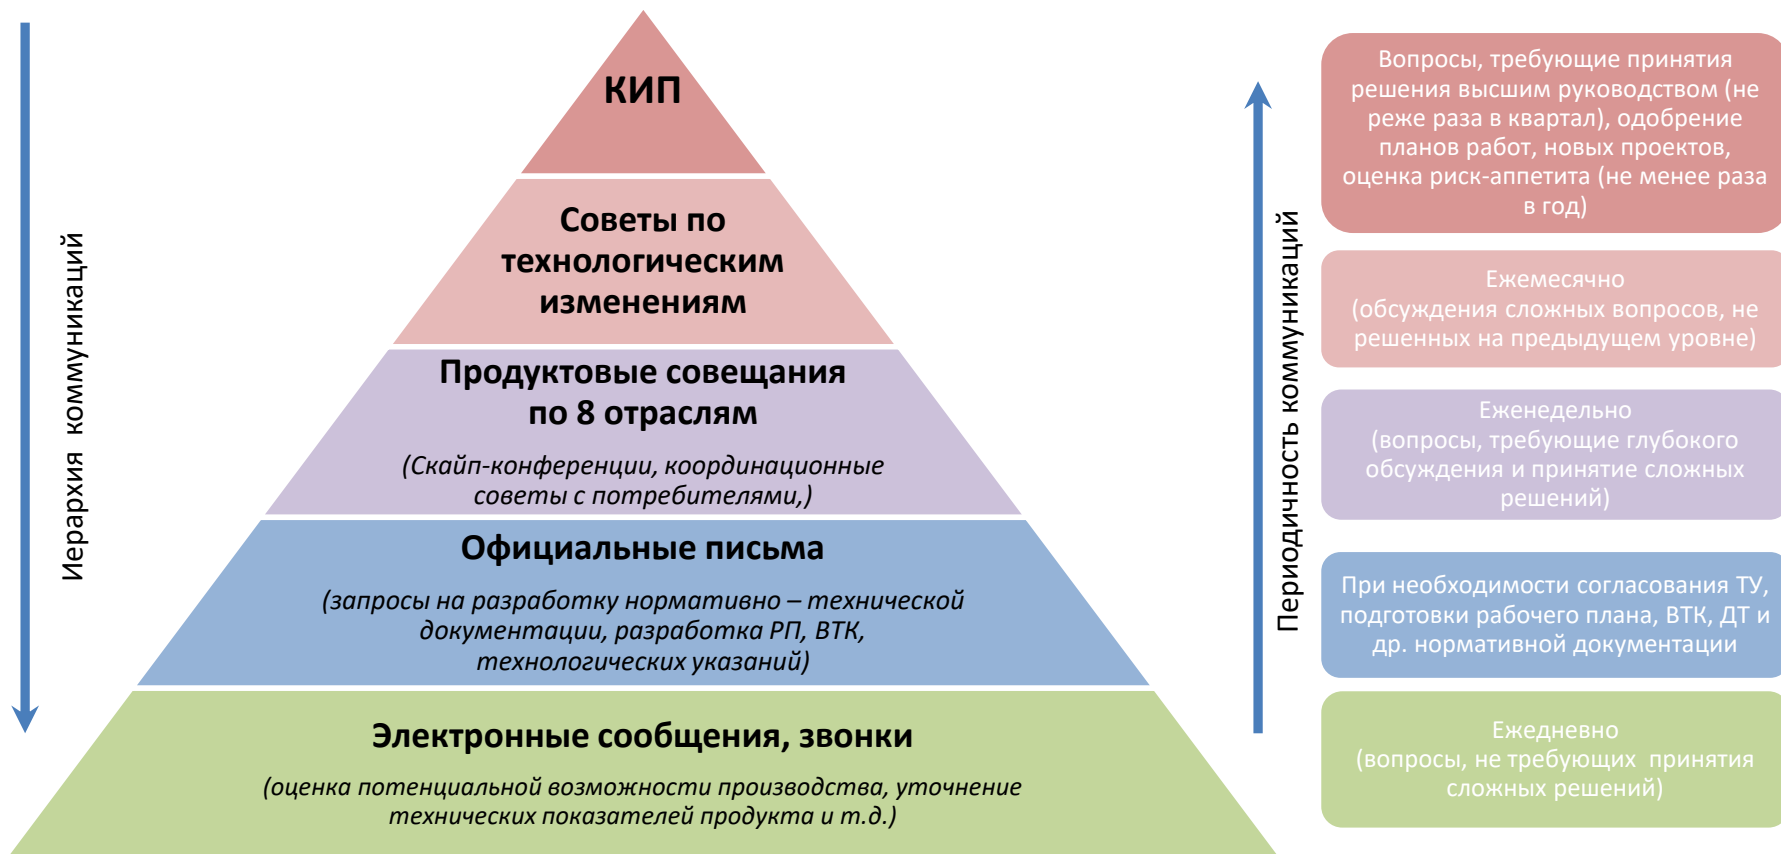 Иерархия коммуникаций
КИП
Советы по
технологическим
изменениям
Продуктовые совещания
по 8 отраслям
(Скайп-конференции, координационные
советы с потребителями,)
Официальные письма
(запросы на разработку нормативно – технической
документации, разработка РП, ВТК,
технологических указаний)
Электронные сообщения, звонки
(оценка потенциальной возможности производства, уточнение
технических показателей продукта и т.д.)
Периодичность коммуникаций
Вопросы, требующие принятия
решения высшим руководством (не
реже раза в квартал), одобрение
планов работ, новых проектов,
оценка риск-аппетита (не менее раза
в год)
Ежемесячно
(обсуждения сложных вопросов, не
решенных на предыдущем уровне)
Еженедельно
(вопросы, требующие глубокого
обсуждения и принятие сложных
решений)
При необходимости согласования ТУ,
подготовки рабочего плана, ВТК, ДТ и
др. нормативной документации
Ежедневно
(вопросы, не требующих принятия
сложных решений)